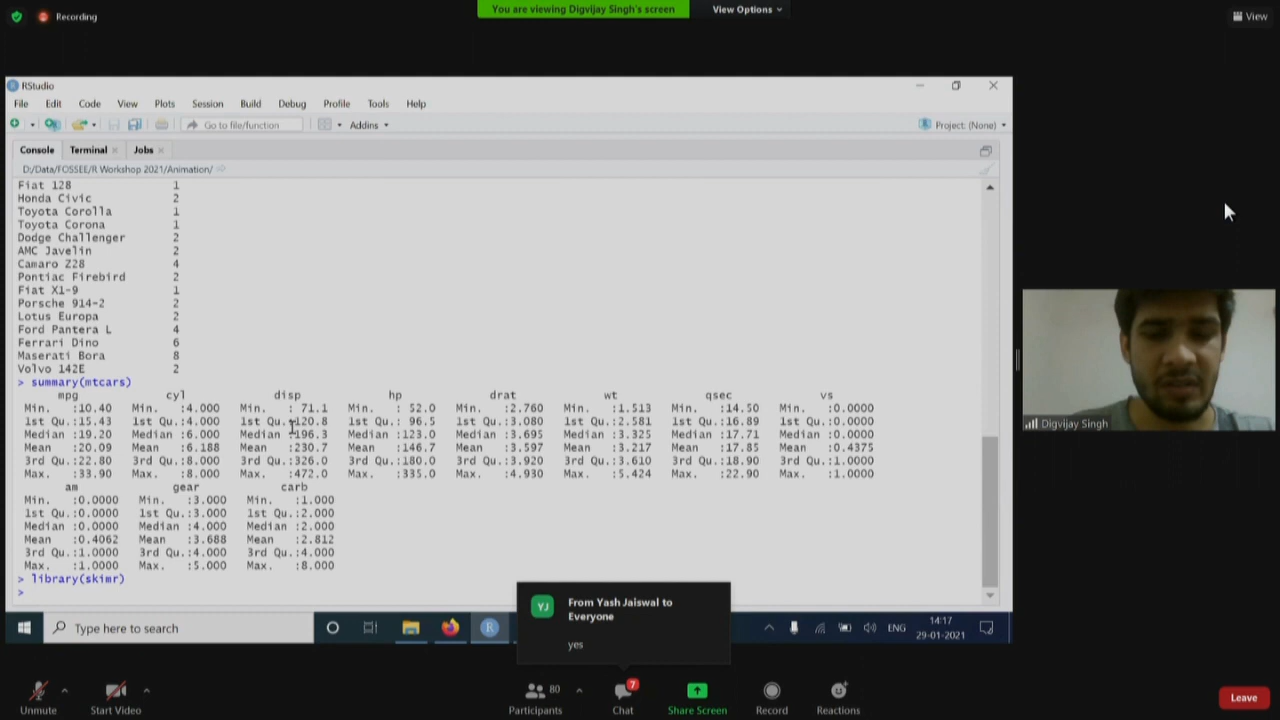 You are viewing Digvijay Singh's screen View Options
Recording
View
RStudio
File Edit Code View Plots Session Build Debug Profile Tools Help
Go to file/function Addins Project: (None)
Console Terminal Jobs
D:/Data/FOSSEE/R Workshop 2021/Animation/
Fiat 128 1
Honda Civic 2
Toyota Corolla 1
Toyota Corona 1
Dodge Challenger 2
AMC Javelin 2
Camaro Z28 4
Pontiac Firebird 2
Fiat X1-9 1
Porsche 914-2 2
Lotus Europa 2
Ford Pantera L 4
Ferrari Dino 6
Maserati Bora 8
Volvo 142E 2
> summary(mtcars)
mpg cyl disp hp drat wt qsec vs
Min. :10.40 Min. :4.000 Min. : 71.1 Min. : 52.0 Min. :2.760 Min. :1.513 Min. :14.50 Min. :0.0000
1st Qu.:15.43 1st Qu.:4.000 1st Qu.:120.8 1st Qu.: 96.5 1st Qu.:3.080 1st Qu.:2.581 1st Qu.:16.89 1st Qu.:0.0000
Median :19.20 Median :6.000 Median :196.3 Median :123.0 Median :3.695 Median :3.325 Median :17.71 Median :0.0000
Mean :20.09 Mean :6.188 Mean :230.7 Mean :146.7 Mean :3.597 Mean :3.217 Mean :17.85 Mean :0.4375
3rd Qu.:22.80 3rd Qu.:8.000 3rd Qu.:326.0 3rd Qu.:180.0 3rd Qu.:3.920 3rd Qu.:3.610 3rd Qu.:18.90 3rd Qu.:1.0000
Max. :33.90 Max. :8.000 Max. :472.0 Max. :335.0 Max. :4.930 Max. :5.424 Max. :22.90 Max. :1.0000
am gear carb
Min. :0.0000 Min. :3.000 Min. :1.000
1st Qu.:0.0000 1st Qu.:3.000 1st Qu.:2.000
Median :0.0000 Median :4.000 Median :2.000
Mean :0.4062 Mean :3.688 Mean :2.812
3rd Qu.:1.0000 3rd Qu.:4.000 3rd Qu.:4.000
Max. :1.0000 Max. :5.000 Max. :8.000
> library(skimr)
>
Digvijay Singh
YJ From Yash Jaiswal to
Everyone
yes
Type here to search
R
ENG
14:17
29-01-2021
80
7
Unmute Start Video Participants Chat Share Screen Record Reactions
Leave